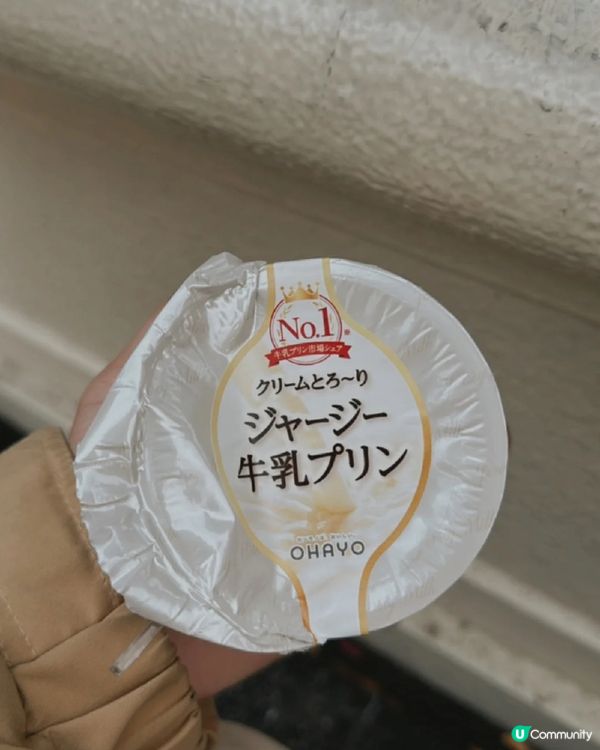 No.1※
牛乳プリン市場シェア
クリームとろ〜り
ジャージー
牛乳プリン
OHAYO
U Community